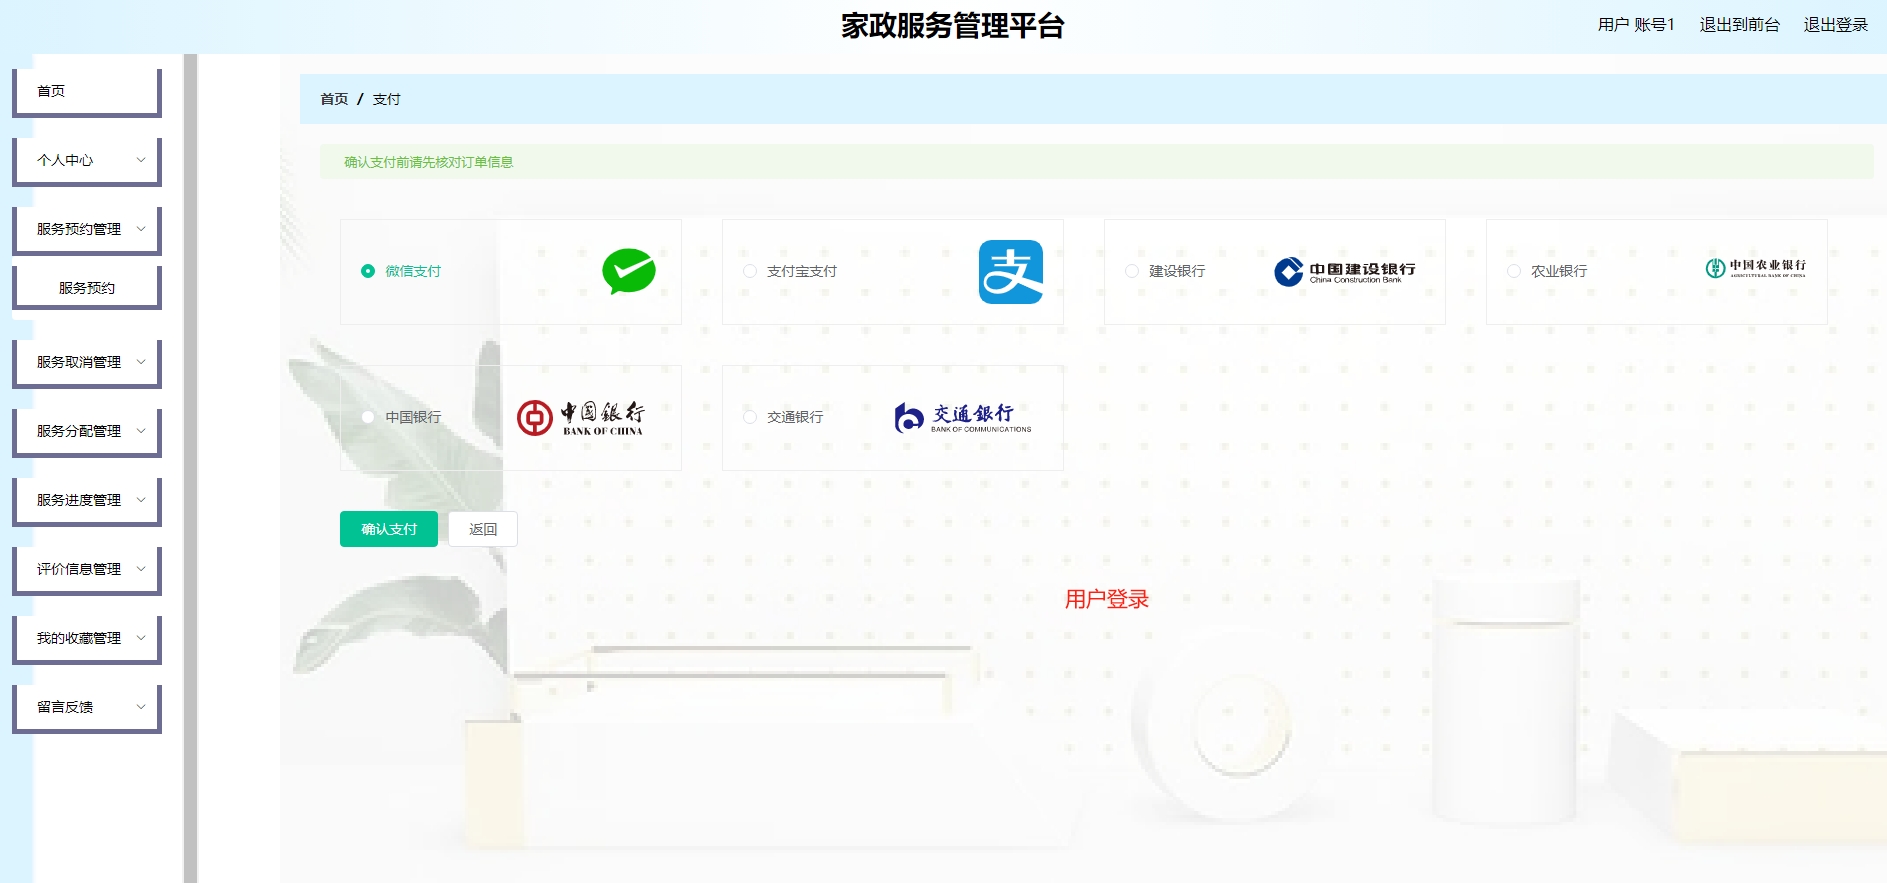 家政服务管理平台
用户 账号1 退出到前台 退出登录
首页
个人中心
服务预约管理
服务预约
服务取消管理
服务分配管理
服务进度管理
评价信息管理
我的收藏管理
留言反馈
首页 / 支付
确认支付前请先核对订单信息
微信支付
支付宝支付
支
建设银行
中国建设银行
China Construction Bank
农业银行
中国农业银行
AGRICULTURAL BANK OF CHINA
中国银行
中国銀行
BANK OF CHINA
交通银行
交通銀行
BANK OF COMMUNICATIONS
确认支付 返回
用户登录